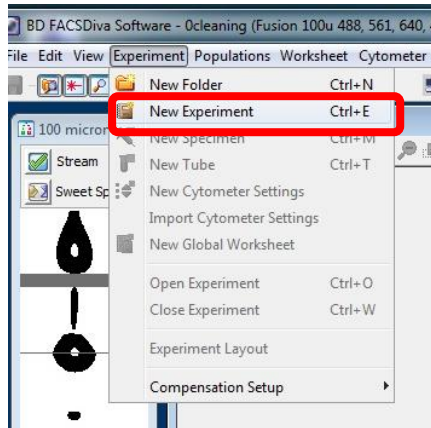 BD FACSDiva Software - 0cleaning (Fusion 100u 488, 561, 640,
File Edit View Experiment Populations Worksheet Cytometer
New Folder Ctrl+N
New Experiment Ctrl+E
100 micron
New Specimen Ctrl+M
Stream
New Tube Ctrl+T
Sweet Sp
New Cytometer Settings
Import Cytometer Settings
New Global Worksheet
Open Experiment Ctrl+O
Close Experiment Ctrl+W
Experiment Layout
Compensation Setup